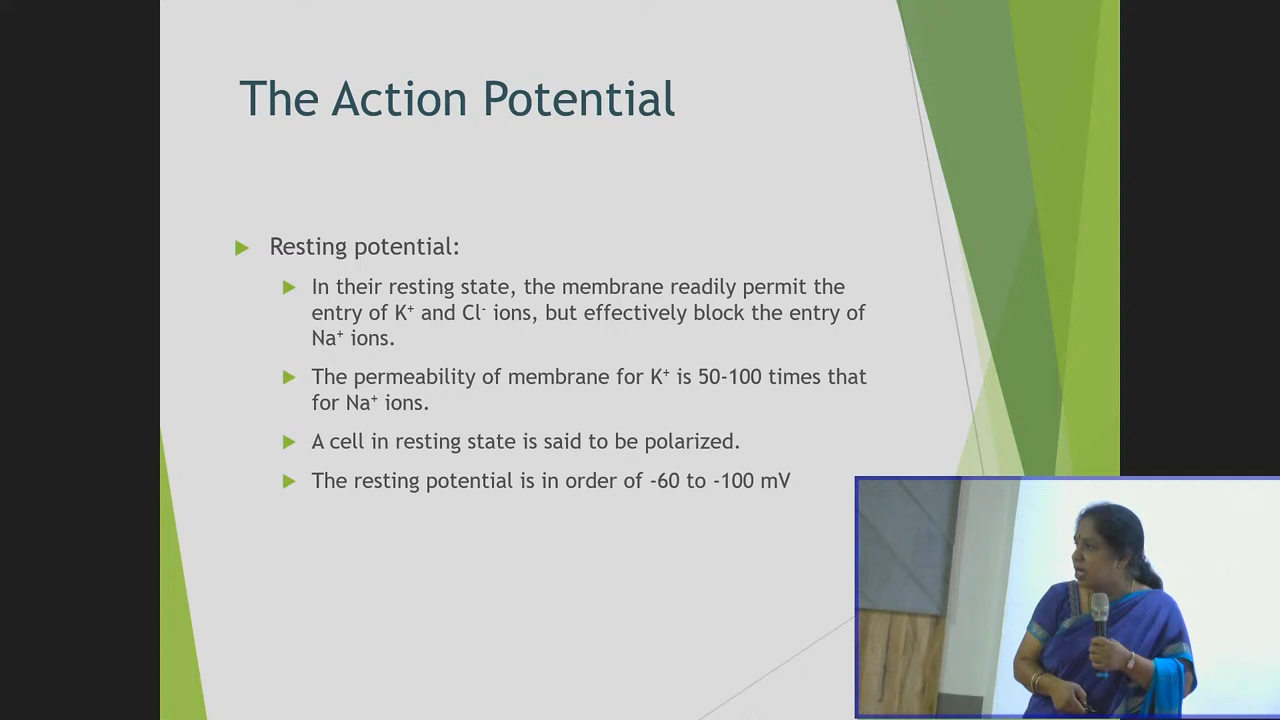 The Action Potential
Resting potential:
In their resting state, the membrane readily permit the
entry of K⁺ and Cl⁻ ions, but effectively block the entry of
Na⁺ ions.
The permeability of membrane for K⁺ is 50-100 times that
for Na⁺ ions.
A cell in resting state is said to be polarized.
The resting potential is in order of -60 to -100 mV